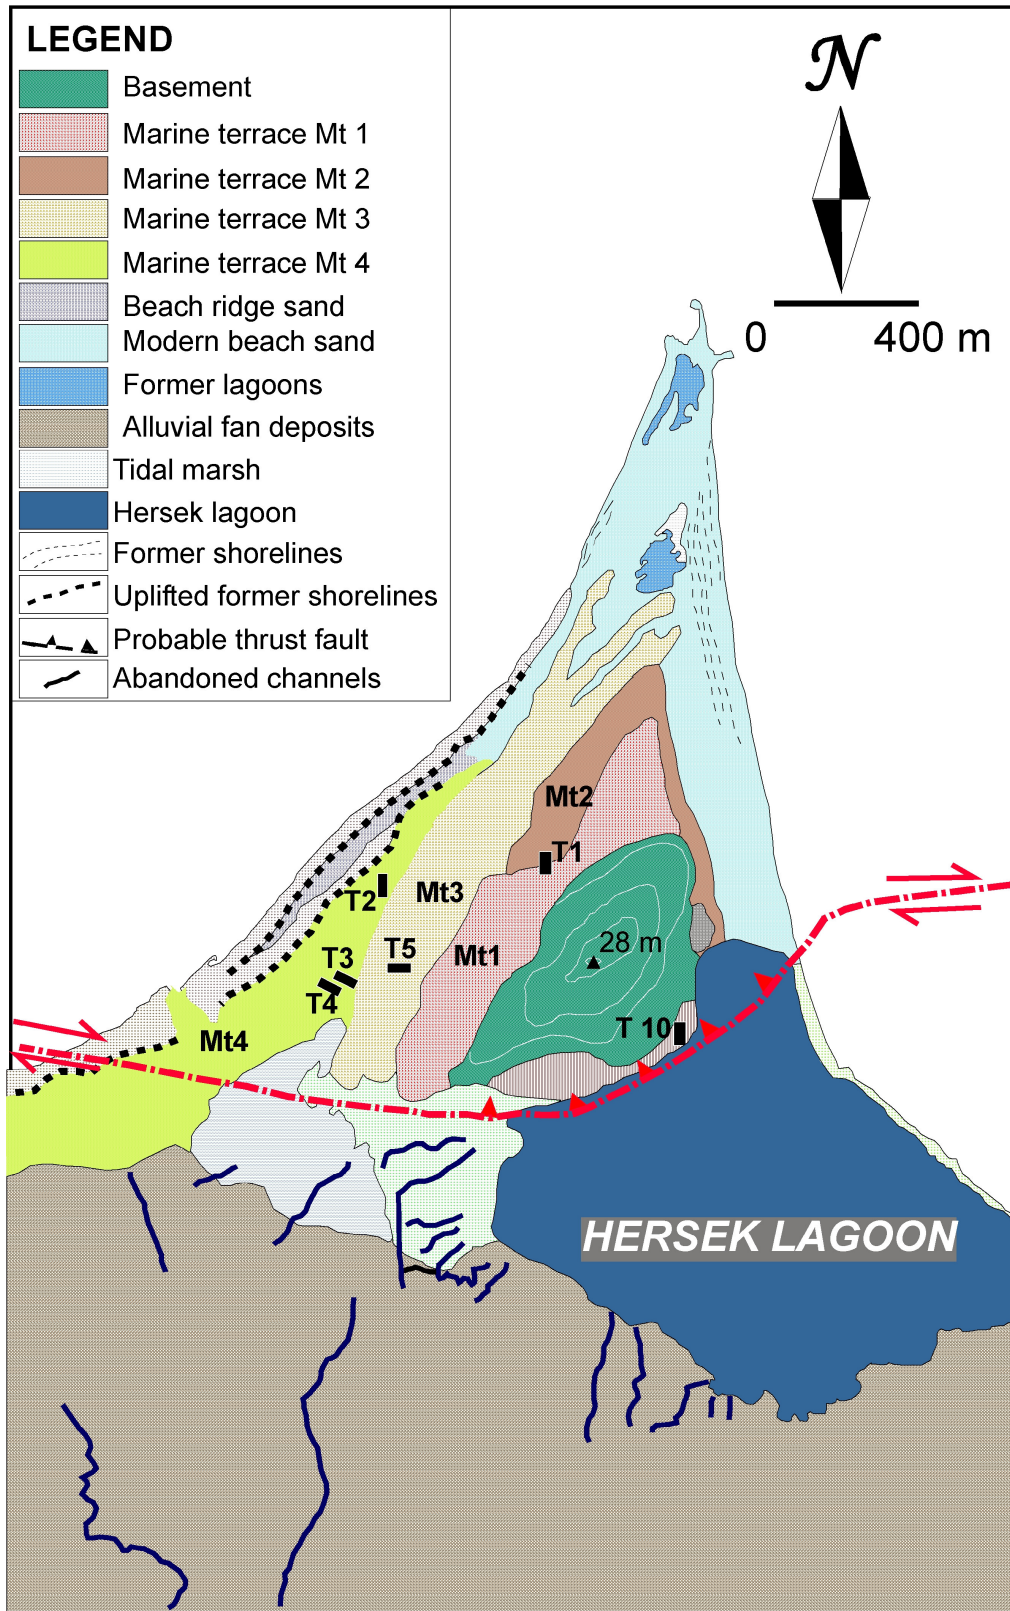 LEGEND
Basement
Marine terrace Mt 1
Marine terrace Mt 2
Marine terrace Mt 3
Marine terrace Mt 4
Beach ridge sand
Modern beach sand
Former lagoons
Alluvial fan deposits
Tidal marsh
Hersek lagoon
Former shorelines
Uplifted former shorelines
Probable thrust fault
Abandoned channels
N
0 400 m
Mt2
T1
Mt3
T2
T5
Mt1
28 m
T3
T4
T 10
Mt4
HERSEK LAGOON